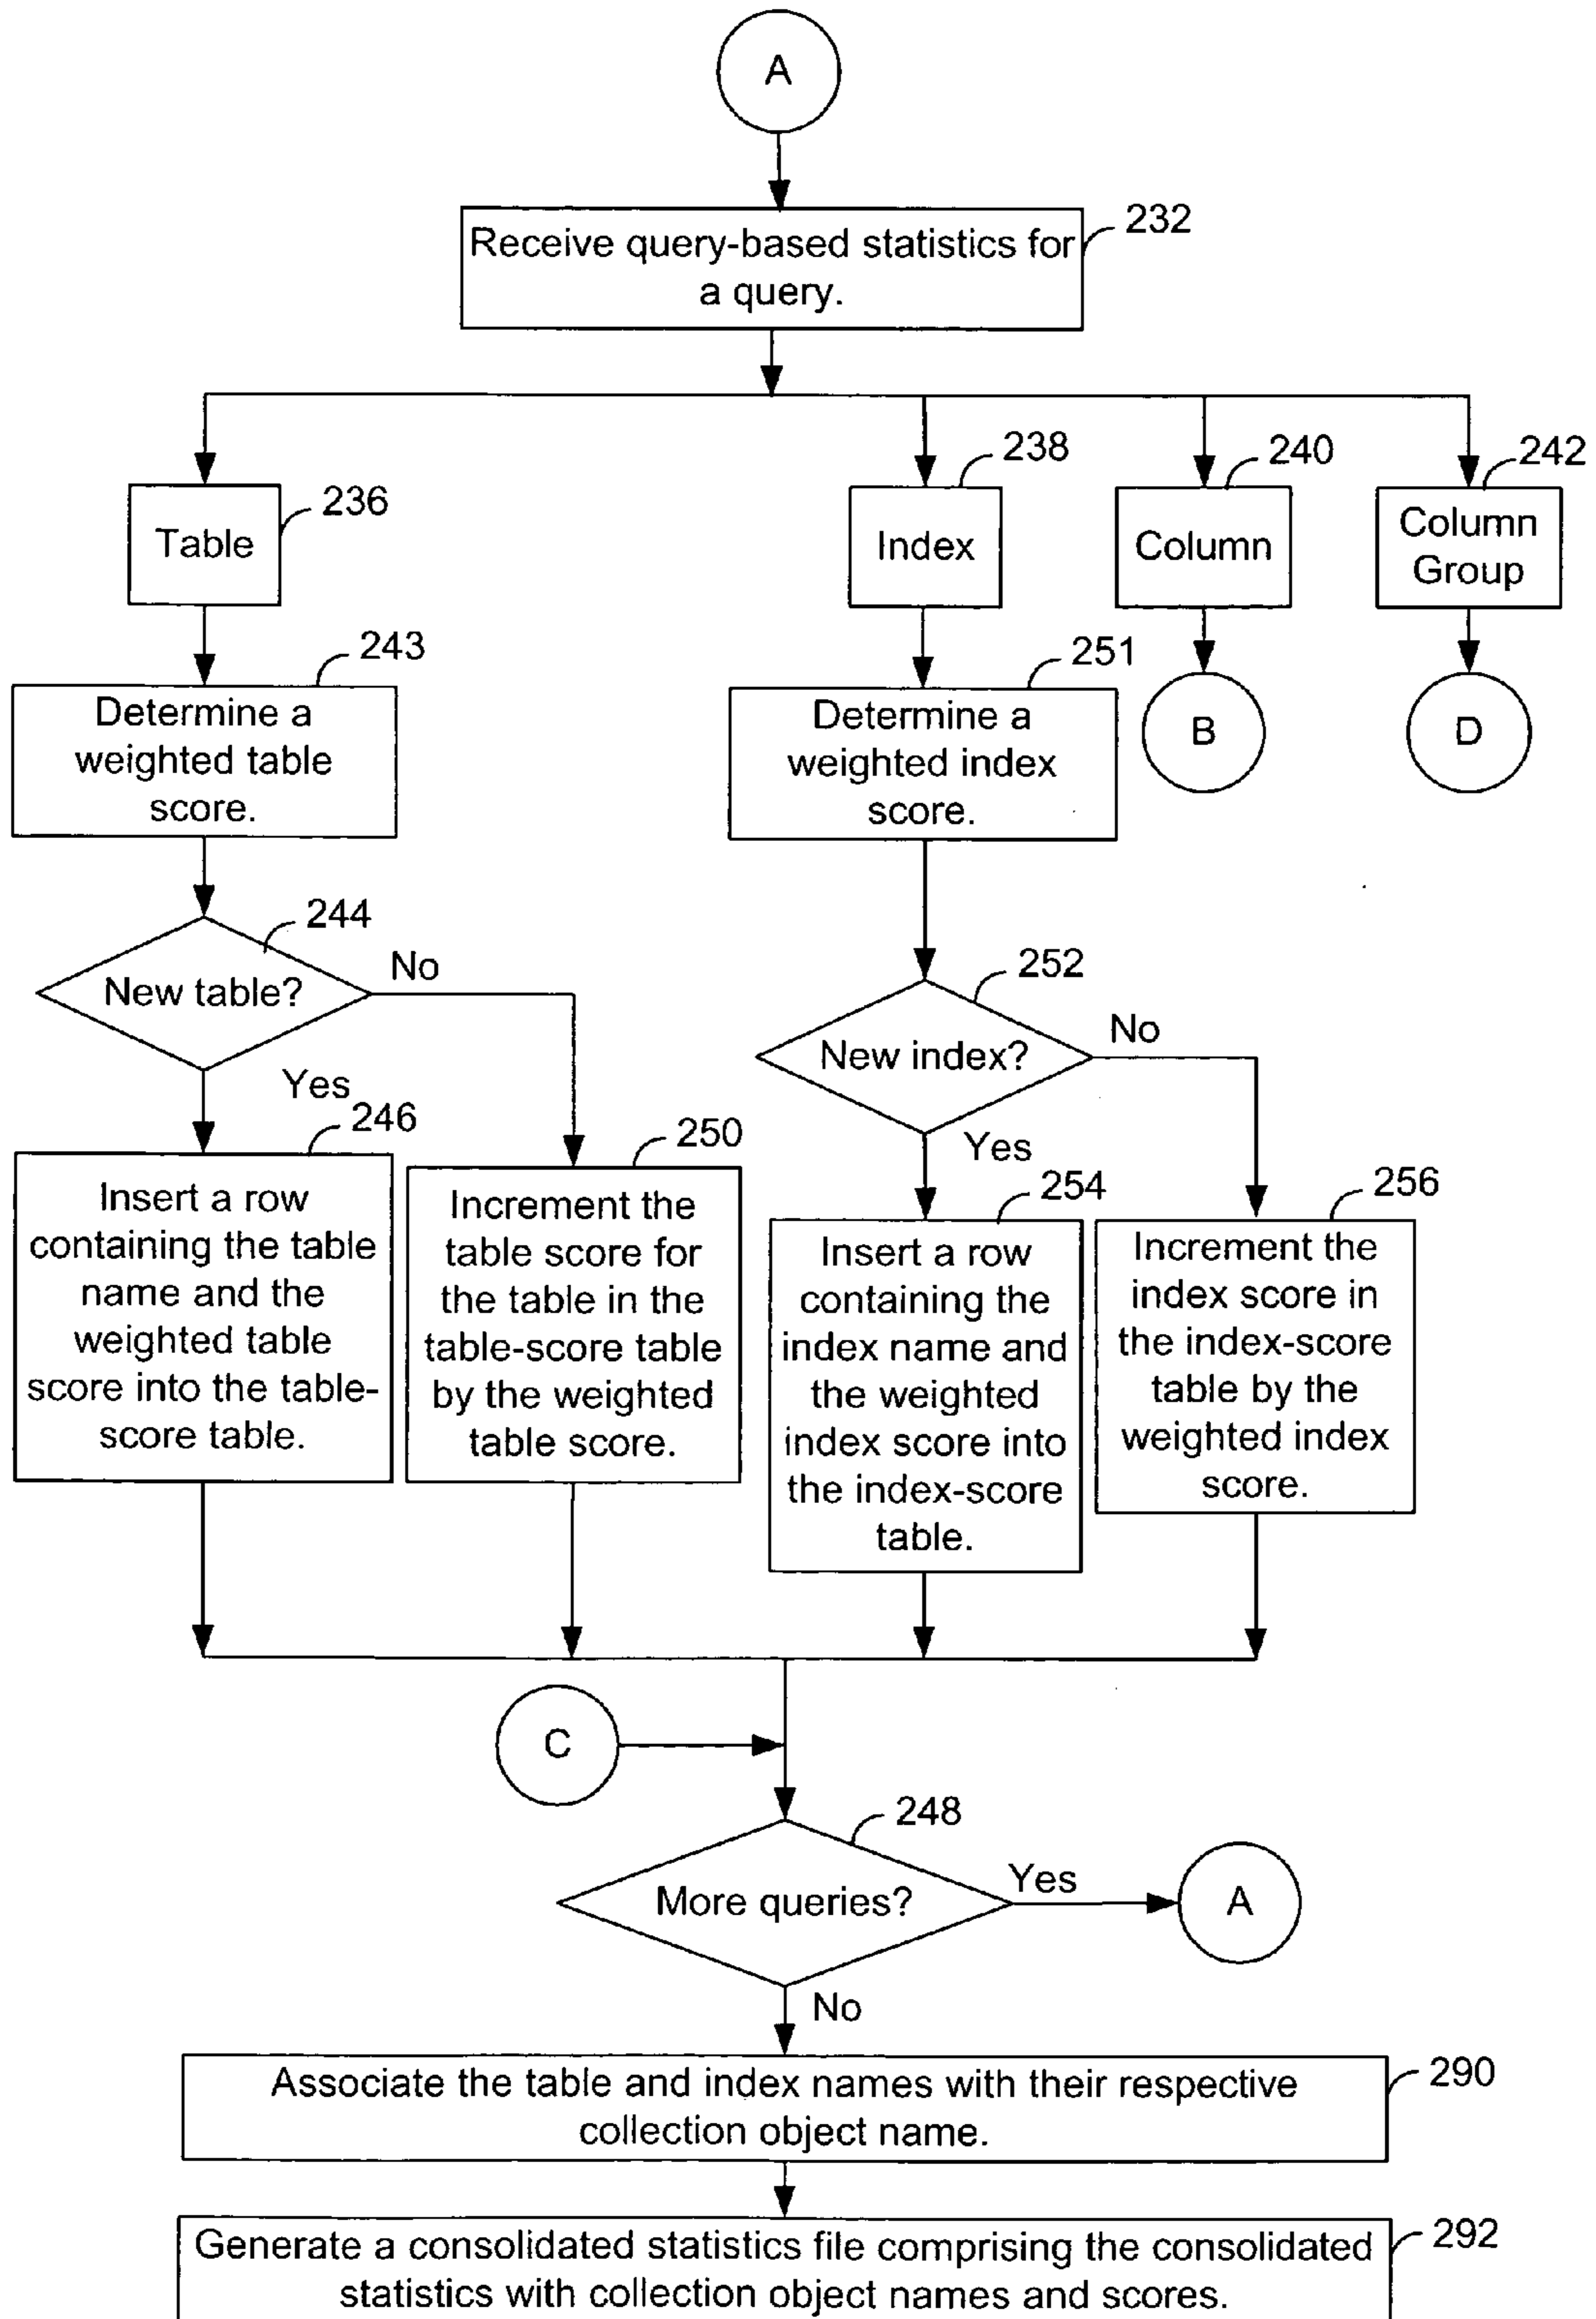 A
232
Receive query-based statistics for
a query.
236
238
240
242
Table
Index
Column
Column
Group
243
251
Determine a
weighted table
score.
Determine a
weighted index
score.
B
D
244
New table?
No
Yes
252
New index?
No
Yes
246
Insert a row
containing the table
name and the
weighted table
score into the table-
score table.
250
Increment the
table score for
the table in the
table-score table
by the weighted
table score.
254
Insert a row
containing the
index name and
the weighted
index score into
the index-score
table.
256
Increment the
index score in
the index-score
table by the
weighted index
score.
C
248
More queries?
Yes
A
No
290
Associate the table and index names with their respective
collection object name.
292
Generate a consolidated statistics file comprising the consolidated
statistics with collection object names and scores.